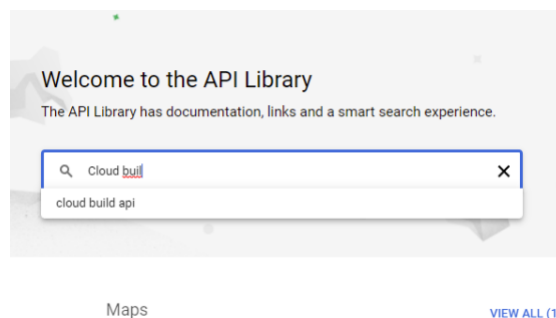 Welcome to the API Library
The API Library has documentation, links and a smart search experience.
Cloud buil
cloud build api
Maps
VIEW ALL (1